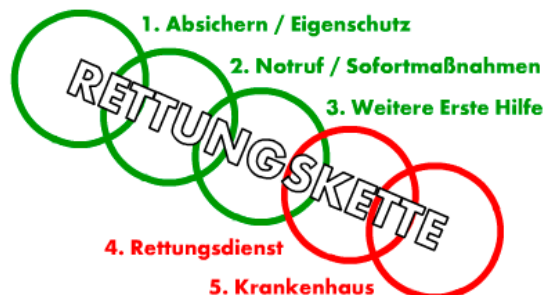 1. Absichern / Eigenschutz
2. Notruf / Sofortmaßnahmen
3. Weitere Erste Hilfe
RETTUNGSKETTE
4. Rettungsdienst
5. Krankenhaus